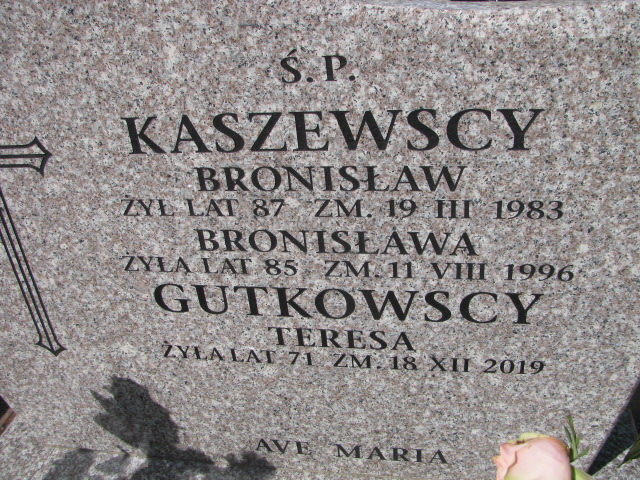 Ś.P.
KASZEWSCY
BRONISŁAW
ŻYŁ LAT 87 ZM. 19 III 1983
BRONISŁAWA
ŻYŁA LAT 85 ZM. 11 VIII 1996
GUTKOWSCY
TERESA
ŻYŁA LAT 71 ZM. 18 XII 2019
AVE MARIA